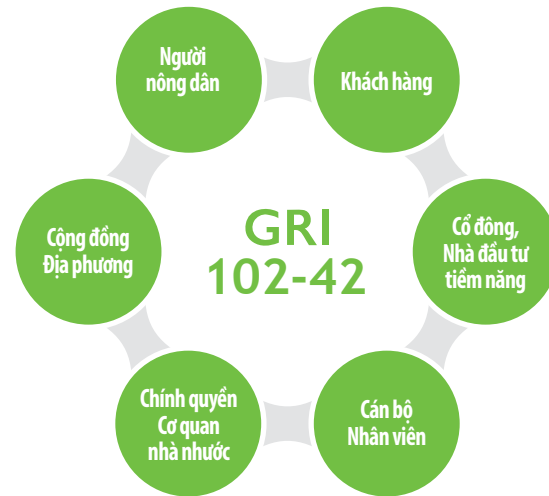 Người
nông dân
Khách hàng
Cộng đồng
Địa phương
GRI
102-42
Cổ đông,
Nhà đầu tư
tiềm năng
Chính quyền
Cơ quan
nhà nhước
Cán bộ
Nhân viên